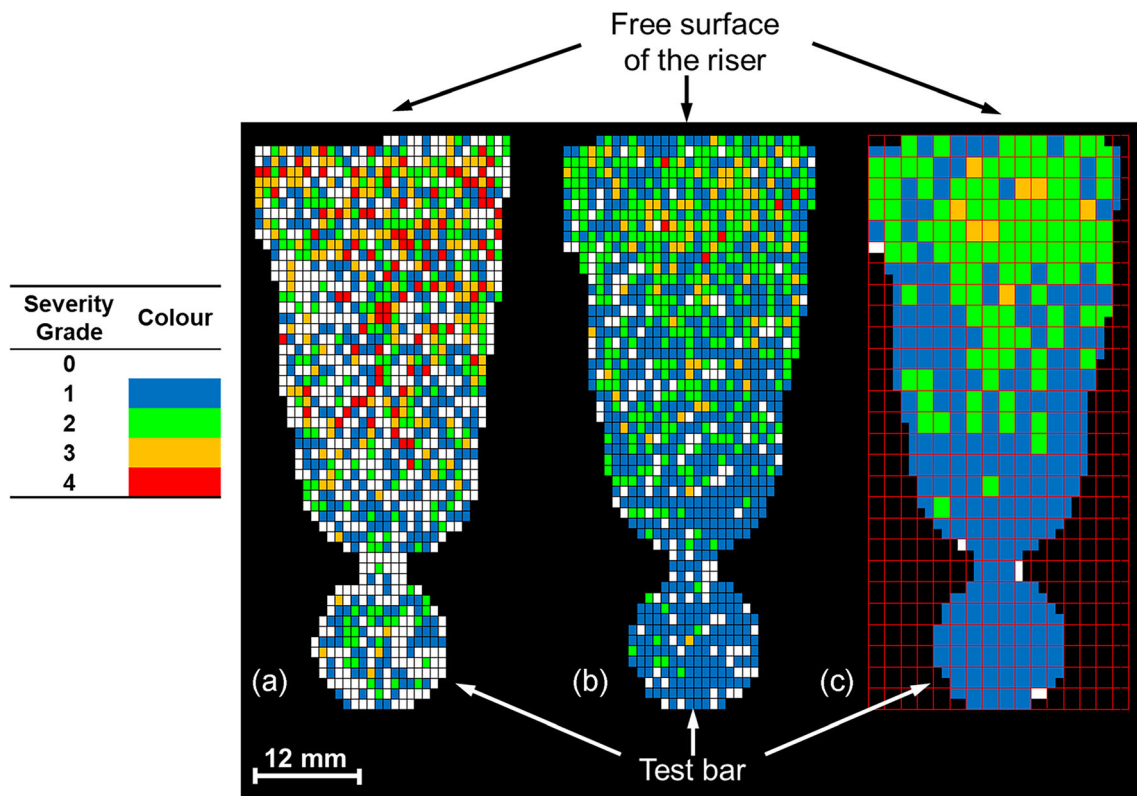 Free surface
of the riser
Severity
Grade
Colour
0
1
2
3
4
(a)
(b)
(c)
12 mm
Test bar